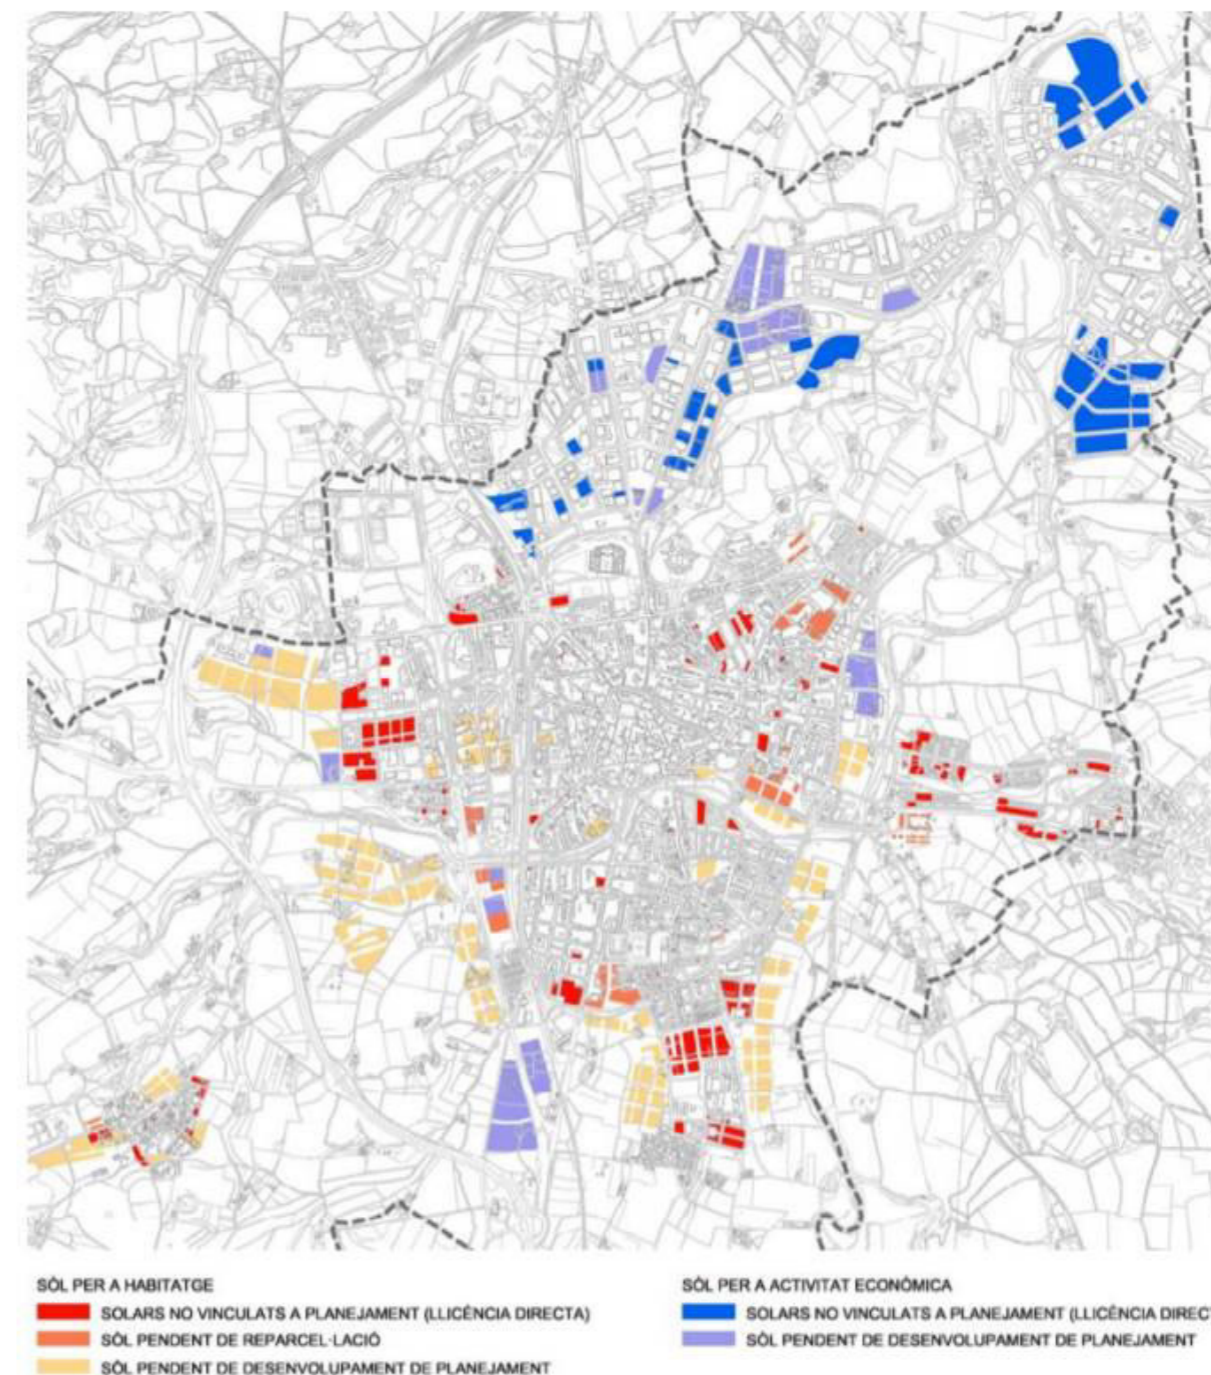 SÒL PER A HABITATGE
SOLARS NO VINCULATS A PLANEJAMENT (LLICÈNCIA DIRECTA)
SÒL PENDENT DE REPARCEL·LACIÓ
SÒL PENDENT DE DESENVOLUPAMENT DE PLANEJAMENT
SÒL PER A ACTIVITAT ECONÒMICA
SOLARS NO VINCULATS A PLANEJAMENT (LLICÈNCIA DIREC
SÒL PENDENT DE DESENVOLUPAMENT DE PLANEJAMENT